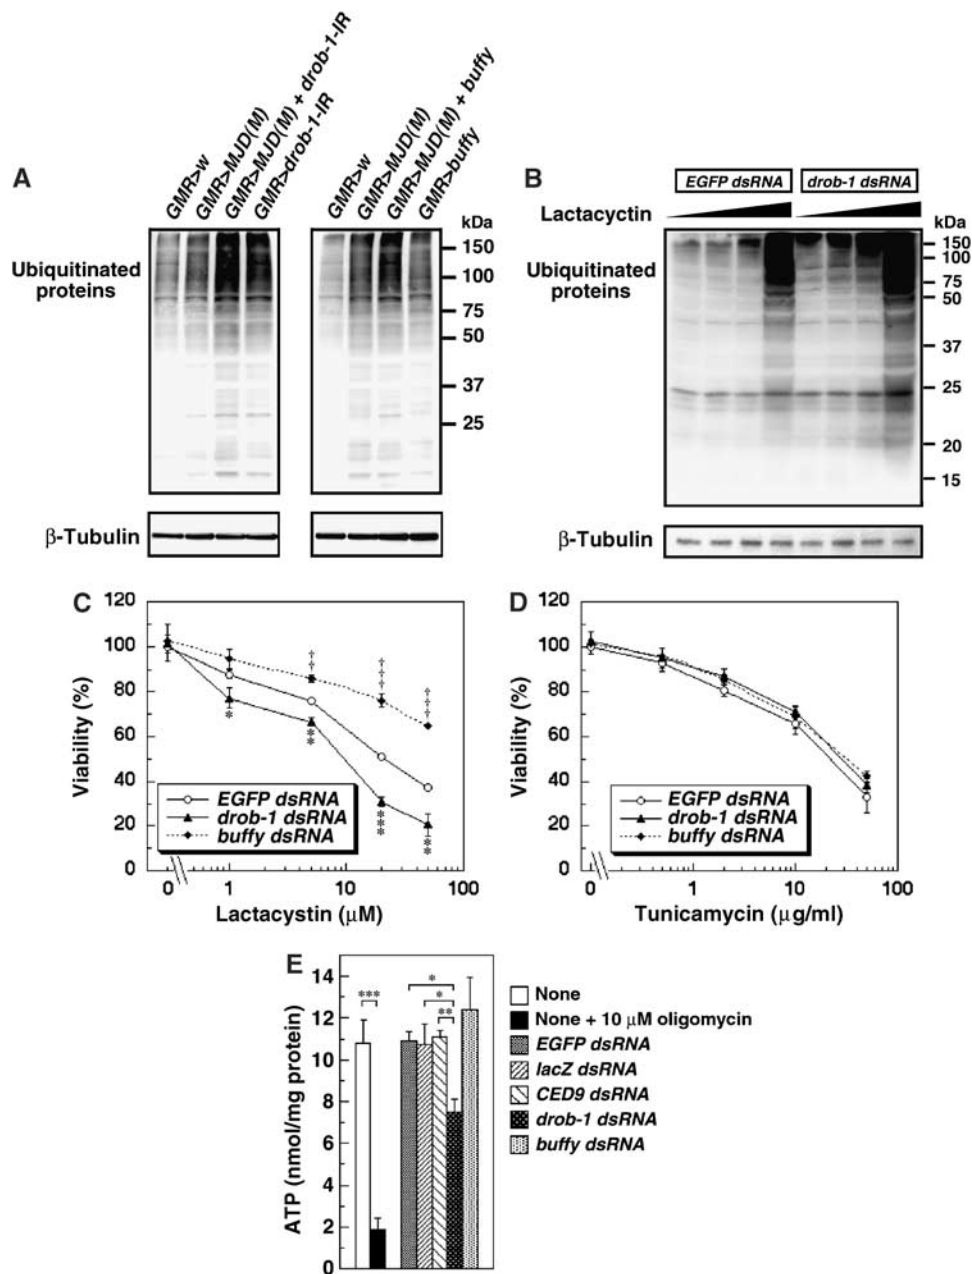 A
GMR>w
GMR>MJD(M)
GMR>MJD(M) + drob-1-IR
GMR>drob-1-IR
GMR>w
GMR>MJD(M)
GMR>MJD(M) + buffy
GMR>buffy
kDa
Ubiquitinated
proteins
150
100
75
50
37
25
β-Tubulin
B
EGFP dsRNA
drob-1 dsRNA
Lactacyctin
kDa
Ubiquitinated
proteins
150
100
75
50
37
25
20
15
β-Tubulin
C
Viability (%)
120
100
80
60
40
20
0
††
†††
†††
*
**
***
**
EGFP dsRNA
drob-1 dsRNA
buffy dsRNA
0 1 10 100
Lactacystin (μM)
D
Viability (%)
120
100
80
60
40
20
0
EGFP dsRNA
drob-1 dsRNA
buffy dsRNA
0 1 10 100
Tunicamycin (μg/ml)
E
ATP (nmol/mg protein)
14
12
10
8
6
4
2
0
***
*
*
**
None
None + 10 μM oligomycin
EGFP dsRNA
lacZ dsRNA
CED9 dsRNA
drob-1 dsRNA
buffy dsRNA